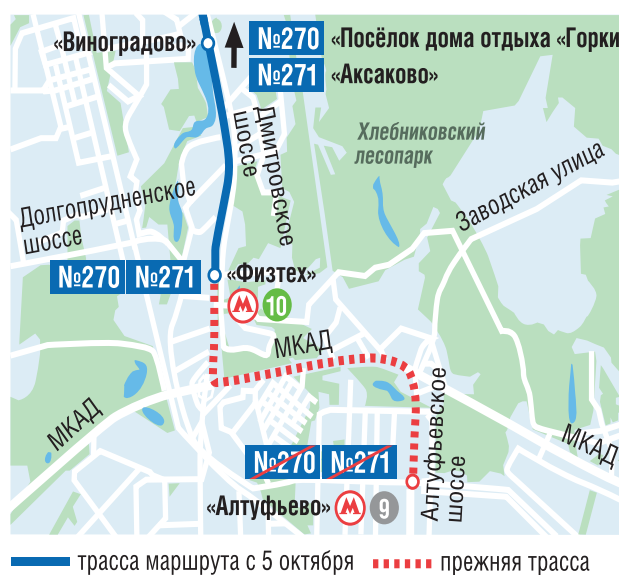 «Виноградово»
№270 «Посёлок дома отдыха «Горки
№271 «Аксаково»
Дмитровское
шоссе
Хлебниковский
лесопарк
Заводская улица
Долгопрудненское
шоссе
№270 №271 «Физтех»
М 10
МКАД
МКАД
Алтуфьевское
шоссе
МКАД
№270 №271
«Алтуфьево» М 9
трасса маршрута с 5 октября прежняя трасса